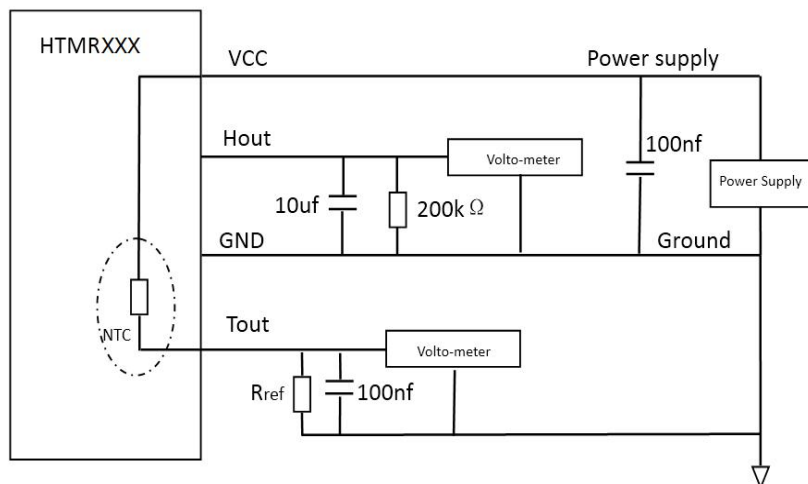 HTMRXXX
VCC
Power supply
Hout
Volto-meter
100nf
Power Supply
10uf
200k Ω
GND
Ground
NTC
Tout
Volto-meter
Rref
100nf